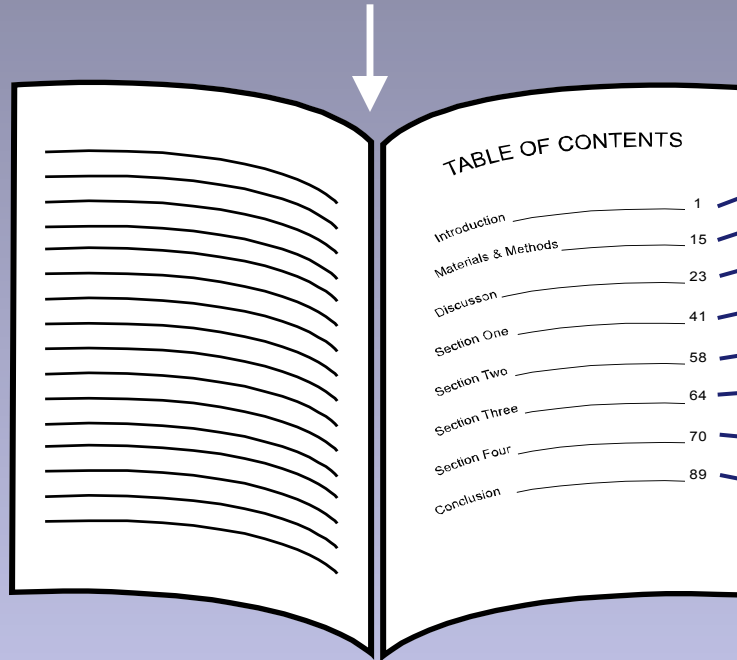 TABLE OF CONTENTS
Introduction 1
Materials & Methods 15
Discusson 23
Section One 41
Section Two 58
Section Three 64
Section Four 70
Conclusion 89